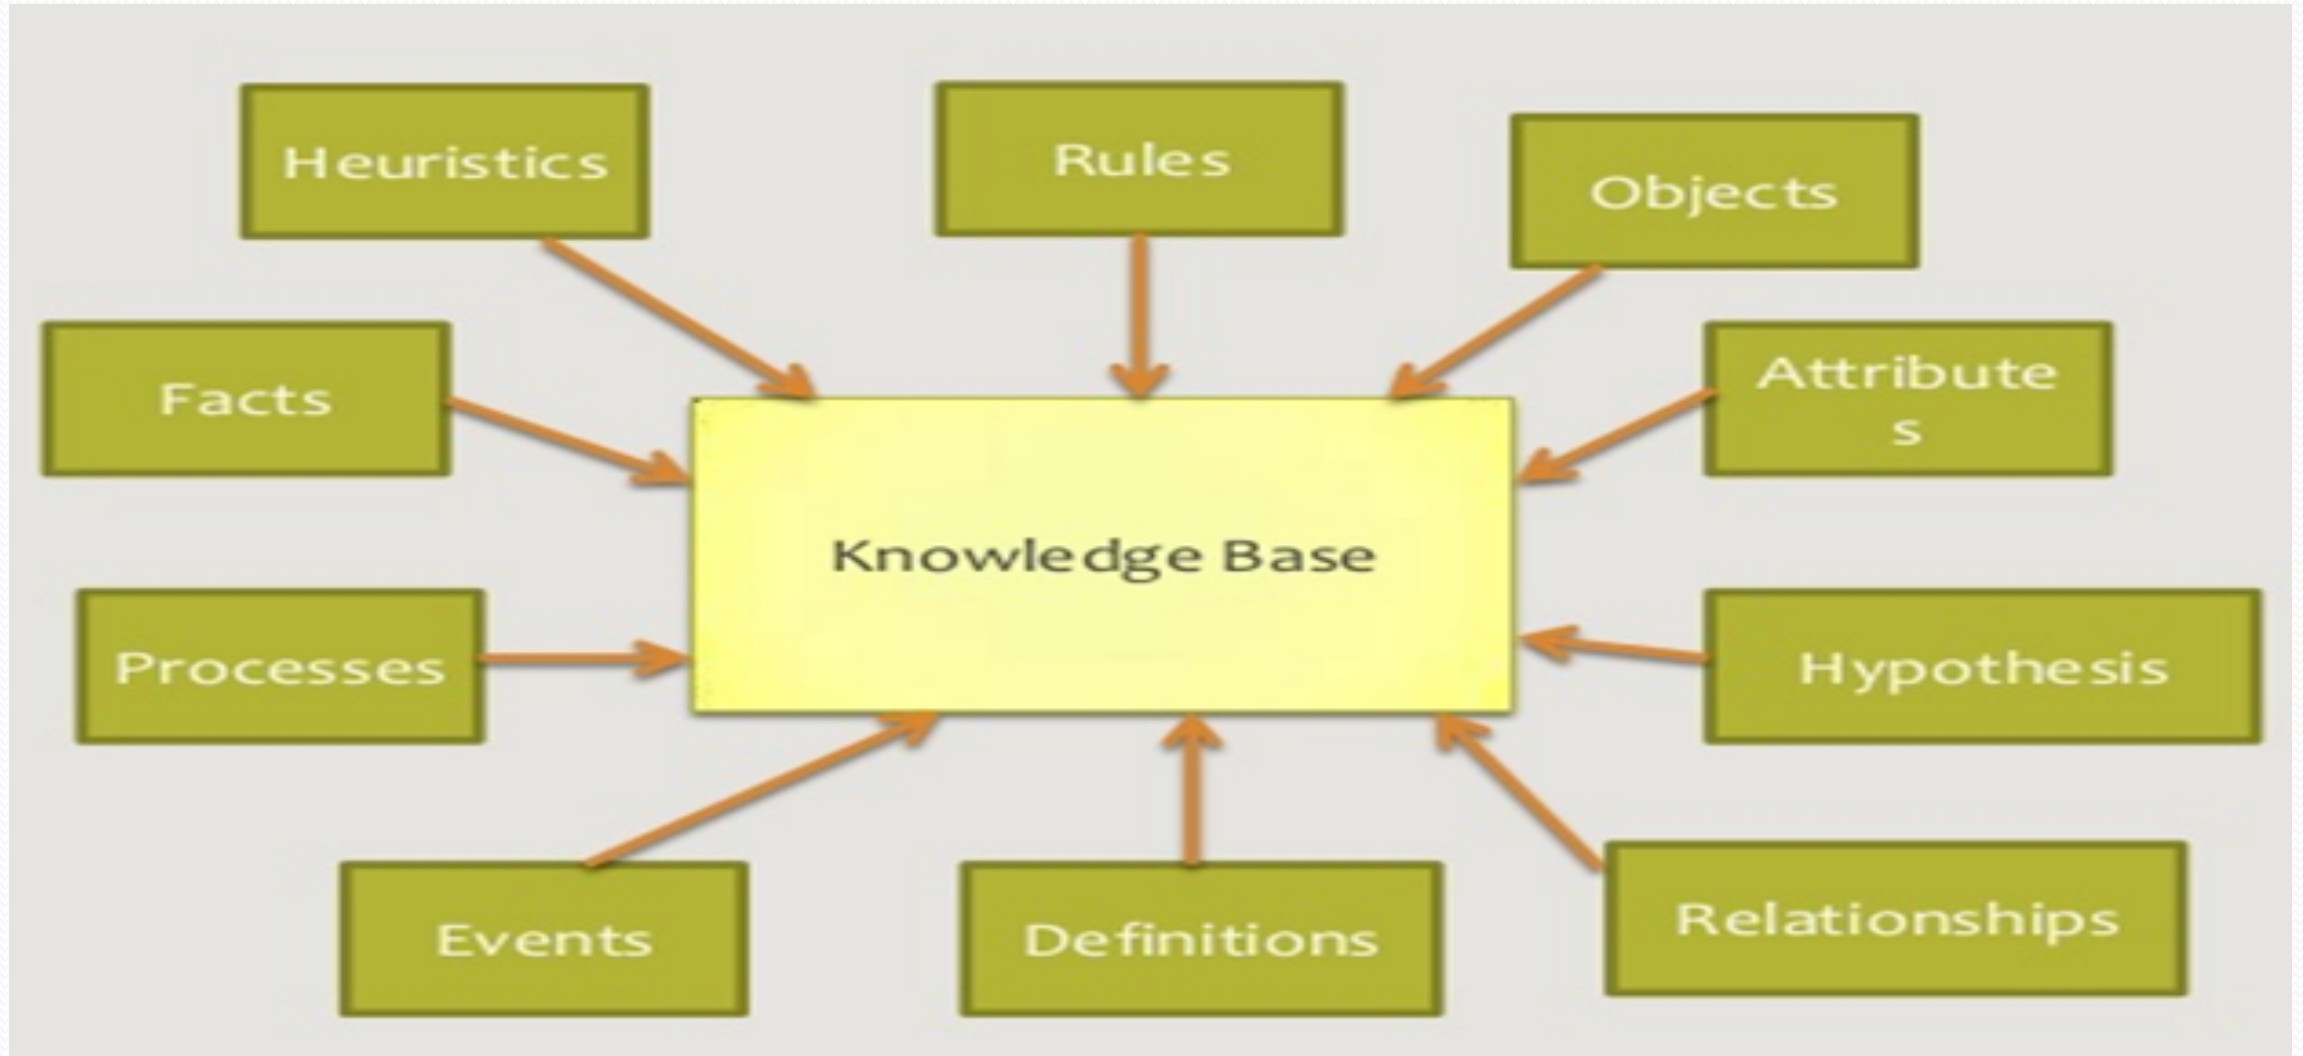 Heuristics
Rules
Objects
Facts
Attribute
s
Knowledge Base
Processes
Hypothesis
Events
Definitions
Relationships